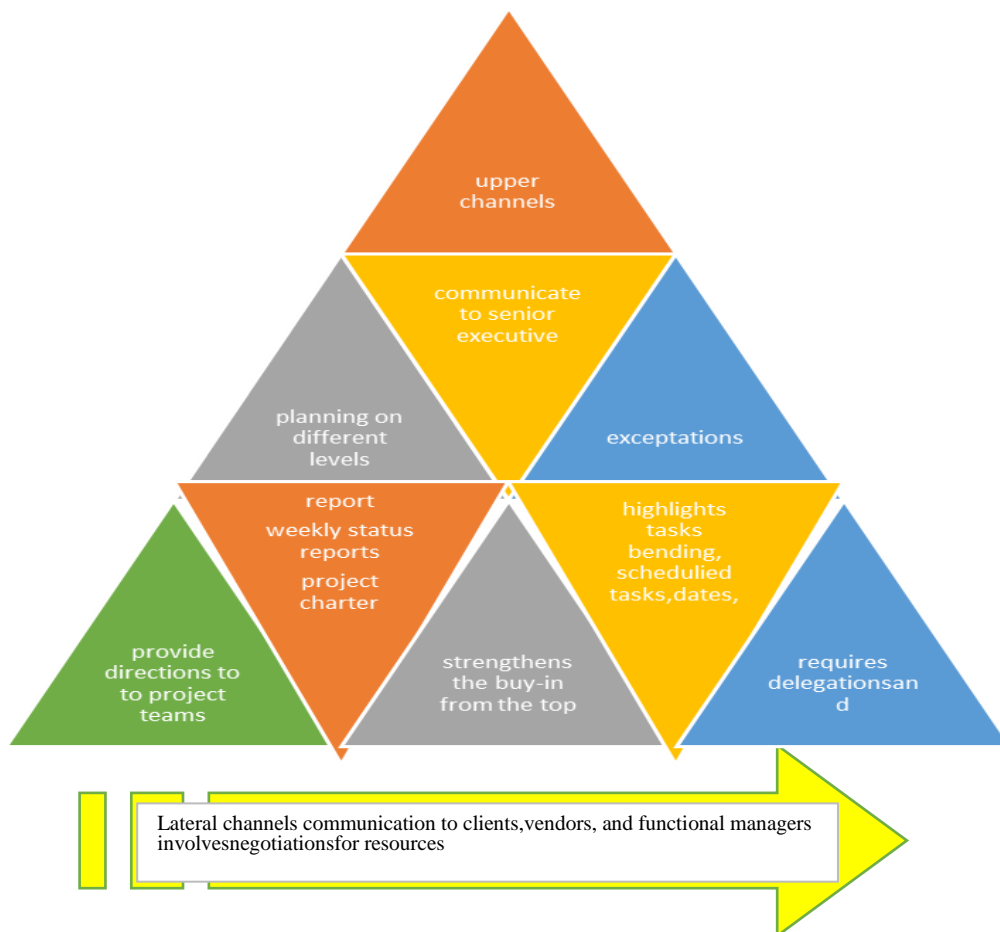 upper
channels
communicate
to senior
executive
planning on
different
levels
exceptations
report
weekly status
reports
project
charter
highlights
tasks
bending,
schedulied
tasks,dates,
provide
directions to
to project
teams
strengthens
the buy-in
from the top
requires
delegationsan
d
Lateral channels communication to clients,vendors, and functional managers
involvesnegotiationsfor resources